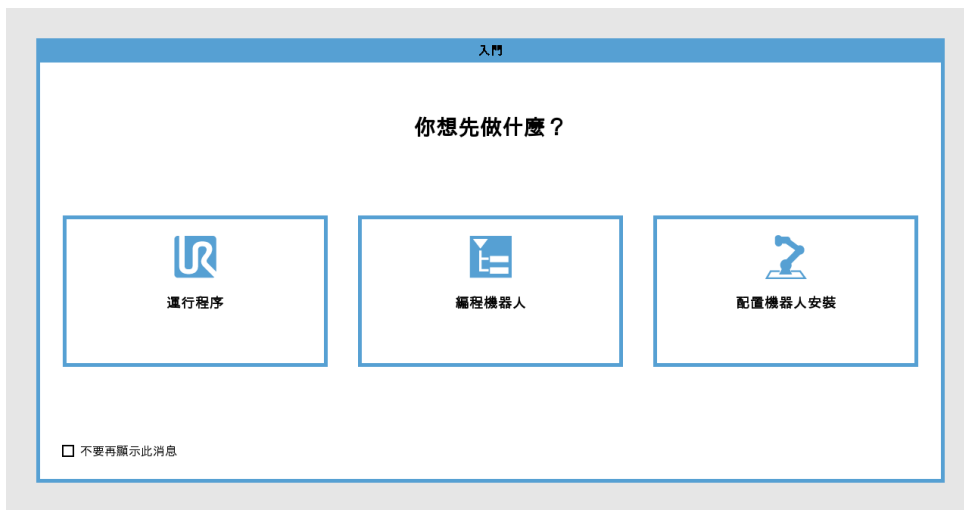 入門
你想先做什麼？
運行程序
編程機器人
配置機器人安裝
不要再顯示此消息